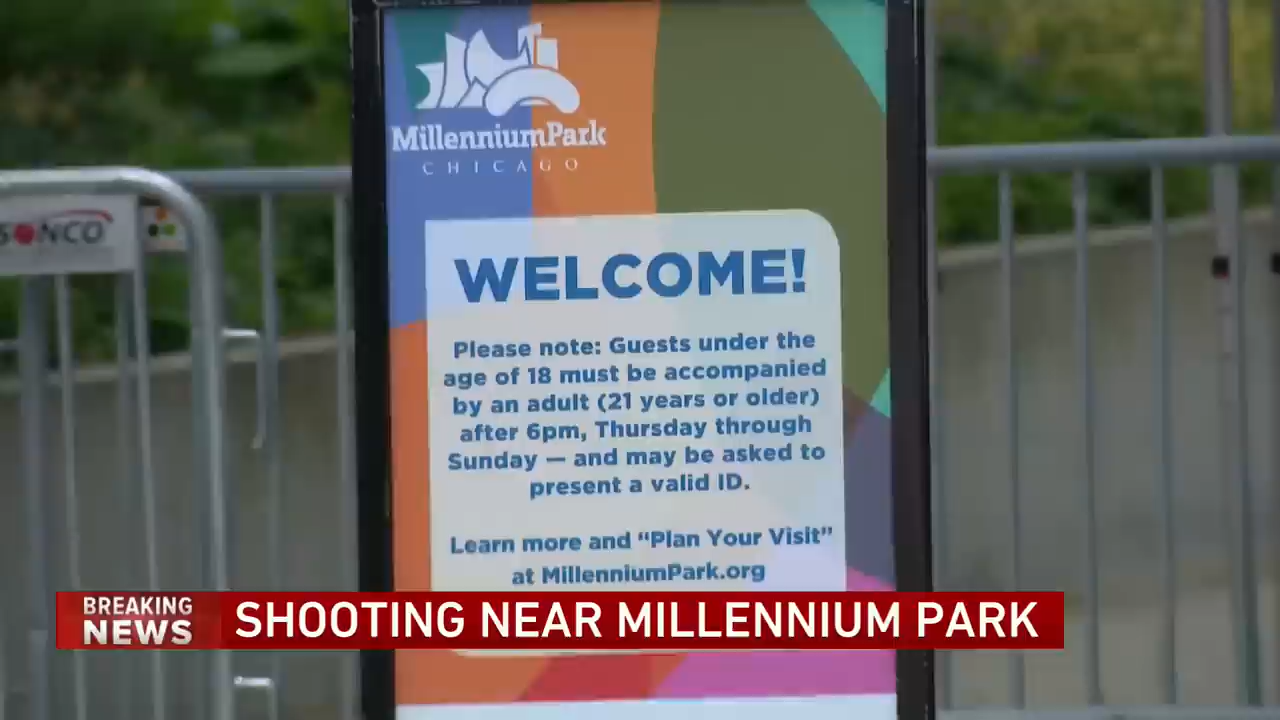 MillenniumPark
CHICAGO
SONCO
WELCOME!
Please note: Guests under the
age of 18 must be accompanied
by an adult (21 years or older)
after 6pm, Thursday through
Sunday — and may be asked to
present a valid ID.
Learn more and “Plan Your Visit”
at MillenniumPark.org
BREAKING
NEWS
SHOOTING NEAR MILLENNIUM PARK